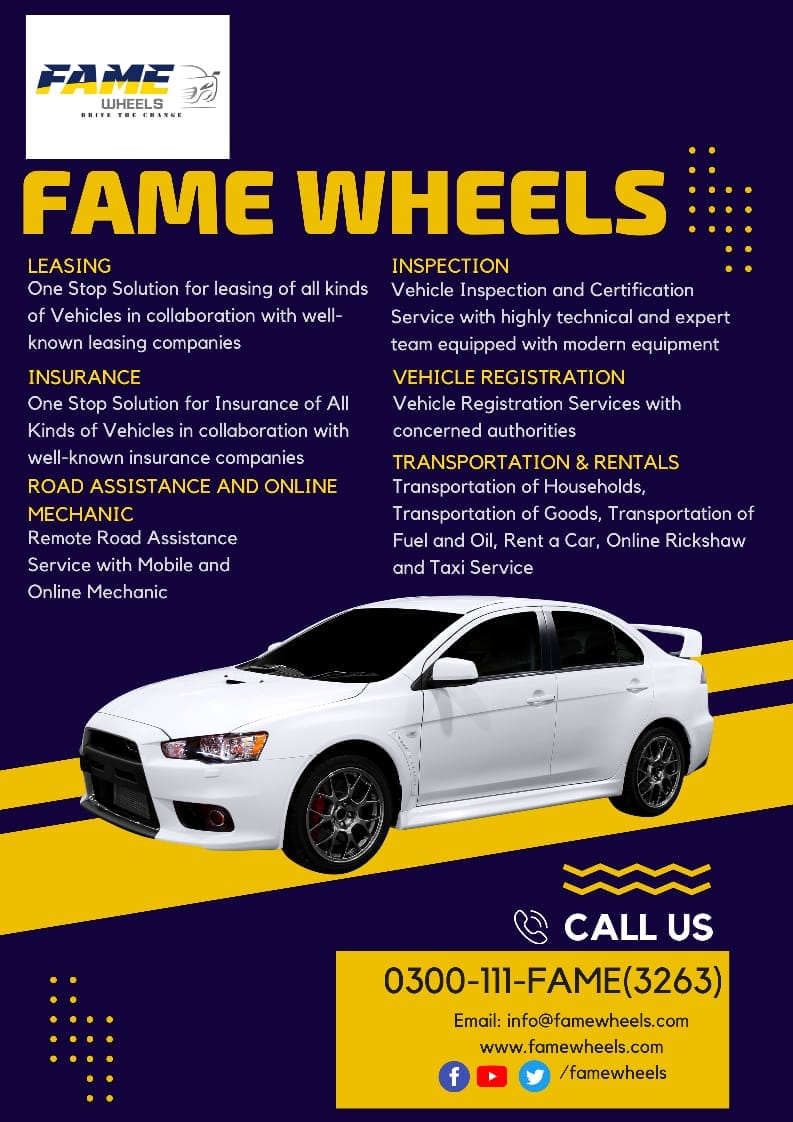 FAME
WHEELS
DRIVE THE CHANGE
FAME WHEELS
LEASING
One Stop Solution for leasing of all kinds
of Vehicles in collaboration with well-
known leasing companies
INSURANCE
One Stop Solution for Insurance of All
Kinds of Vehicles in collaboration with
well-known insurance companies
ROAD ASSISTANCE AND ONLINE
MECHANIC
Remote Road Assistance
Service with Mobile and
Online Mechanic
INSPECTION
Vehicle Inspection and Certification
Service with highly technical and expert
team equipped with modern equipment
VEHICLE REGISTRATION
Vehicle Registration Services with
concerned authorities
TRANSPORTATION & RENTALS
Transportation of Households,
Transportation of Goods, Transportation of
Fuel and Oil, Rent a Car, Online Rickshaw
and Taxi Service
CALL US
0300-111-FAME(3263)
Email: info@famewheels.com
www.famewheels.com
/famewheels